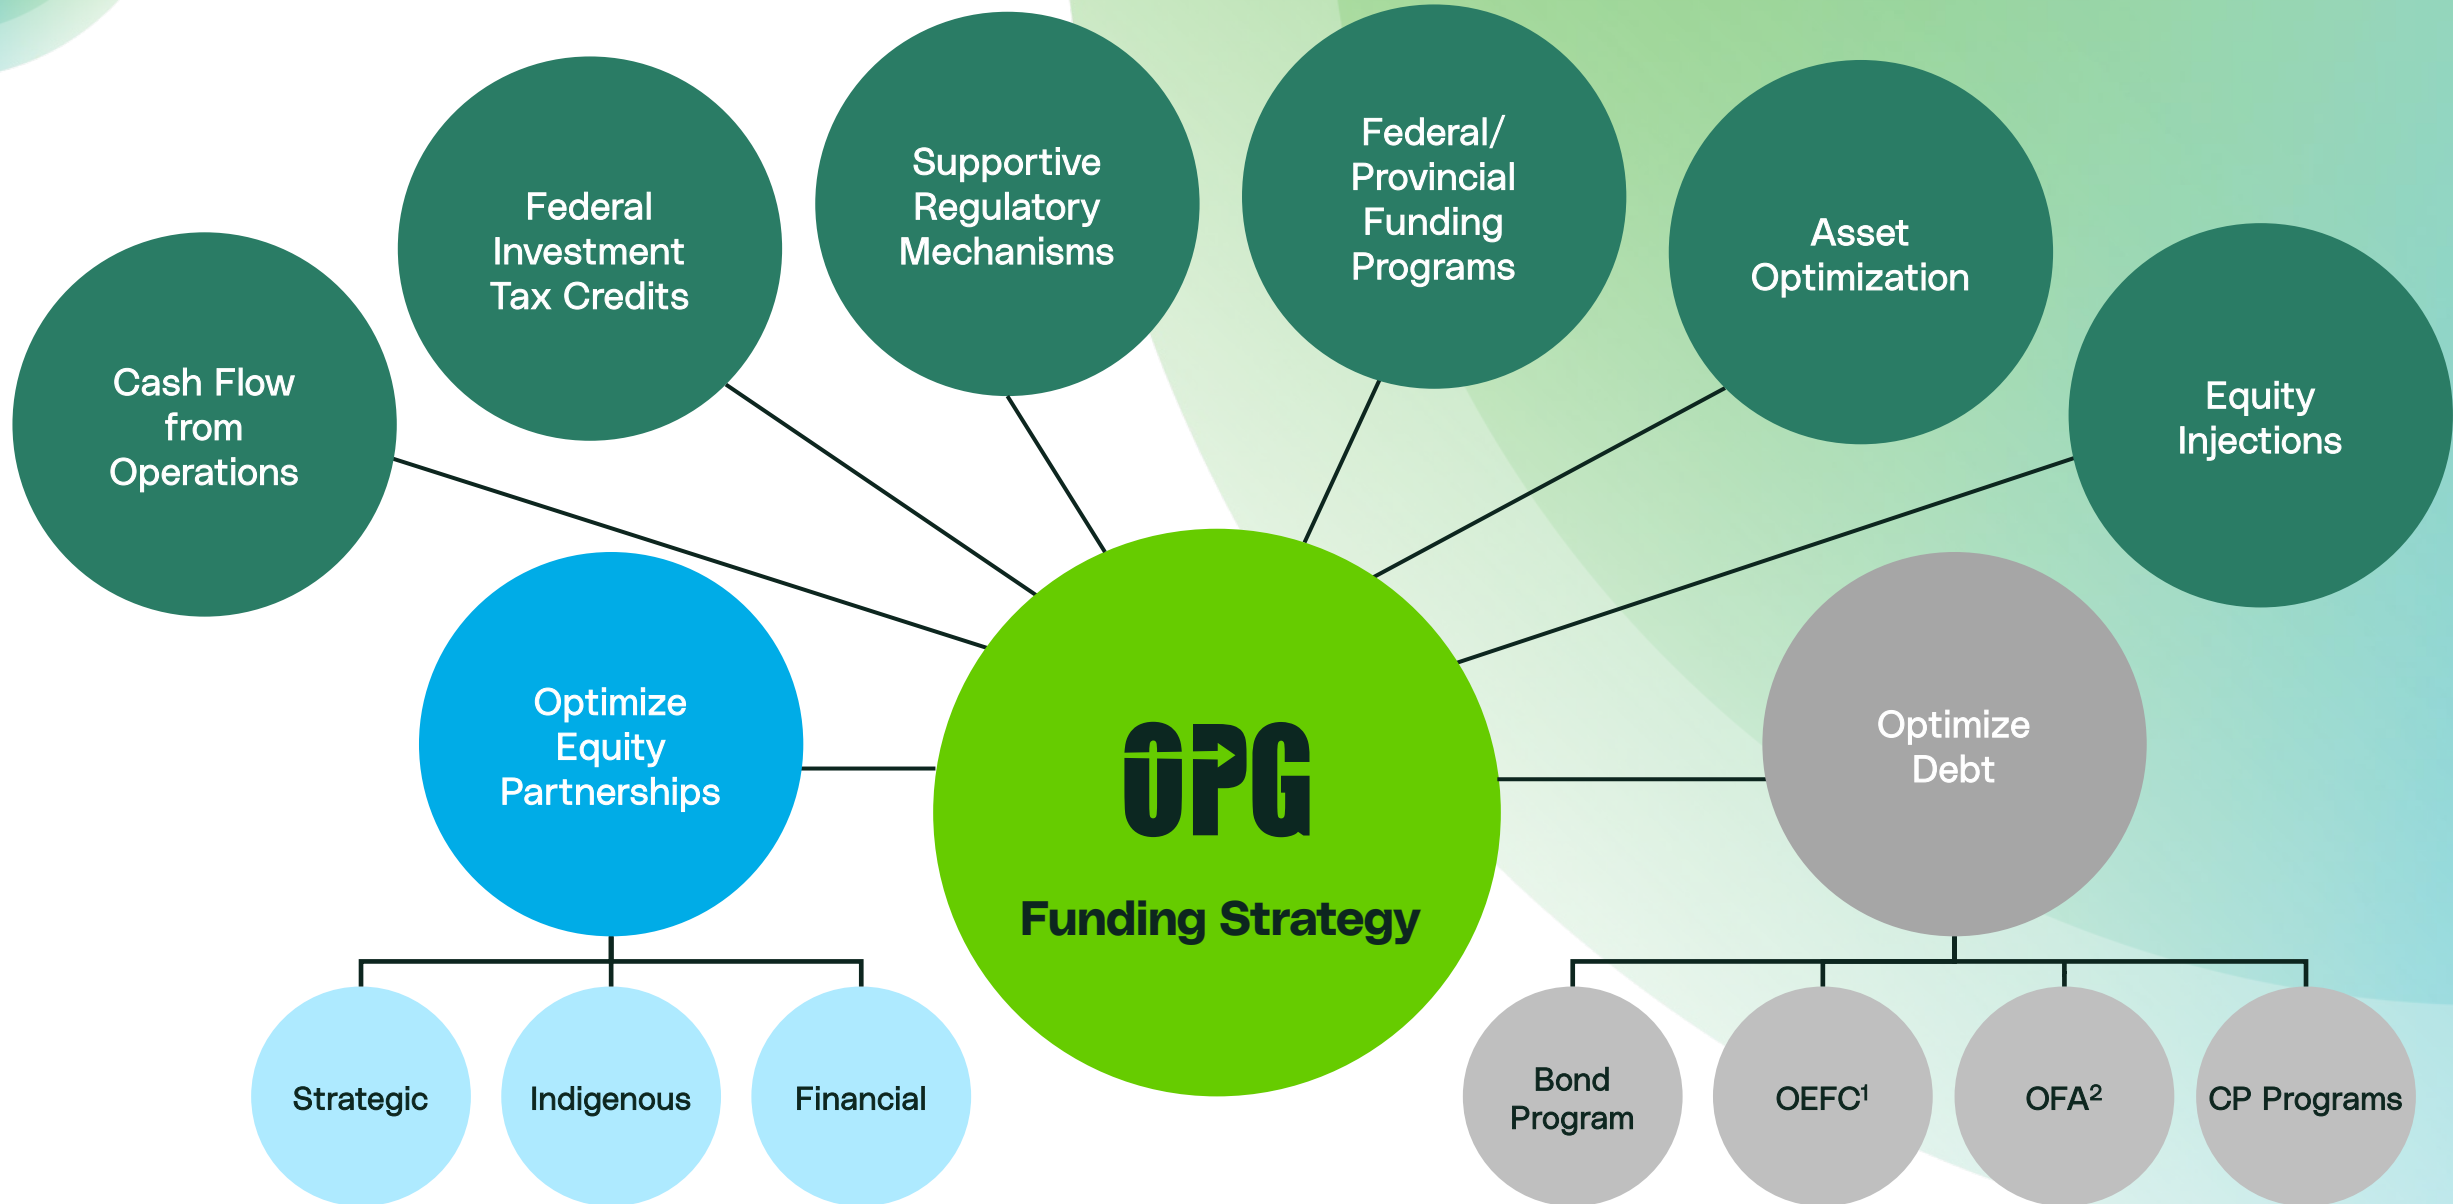 Cash Flow
from
Operations
Federal
Investment
Tax Credits
Supportive
Regulatory
Mechanisms
Federal/
Provincial
Funding
Programs
Asset
Optimization
Equity
Injections
Optimize
Equity
Partnerships
OPG
Funding Strategy
Optimize
Debt
Strategic
Indigenous
Financial
Bond
Program
OEFC¹
OFA²
CP Programs